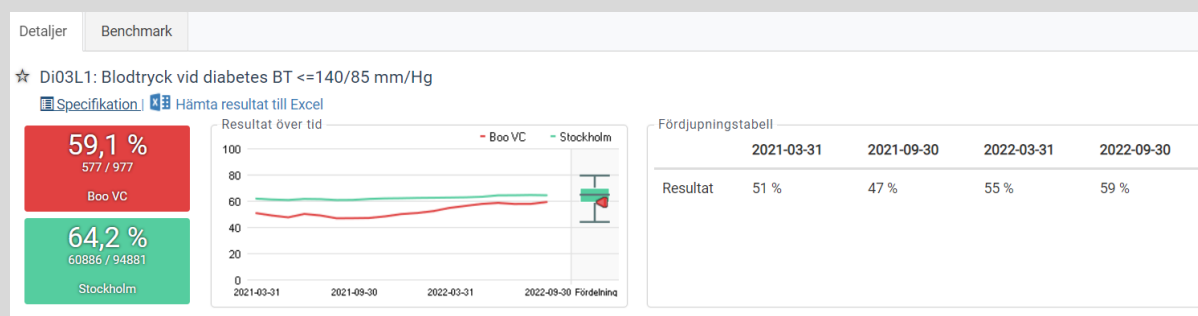 Detaljer Benchmark
☆ Di03L1: Blodtryck vid diabetes BT <=140/85 mm/Hg
Specifikation | Hämta resultat till Excel
59,1 %
577 / 977
Boo VC
64,2 %
60886 / 94881
Stockholm
Resultat över tid
Boo VC Stockholm
100
80
60
40
20
0
2021-03-31 2021-09-30 2022-03-31 2022-09-30 Fördelning
Fördjupningstabell
2021-03-31 2021-09-30 2022-03-31 2022-09-30
Resultat 51 % 47 % 55 % 59 %